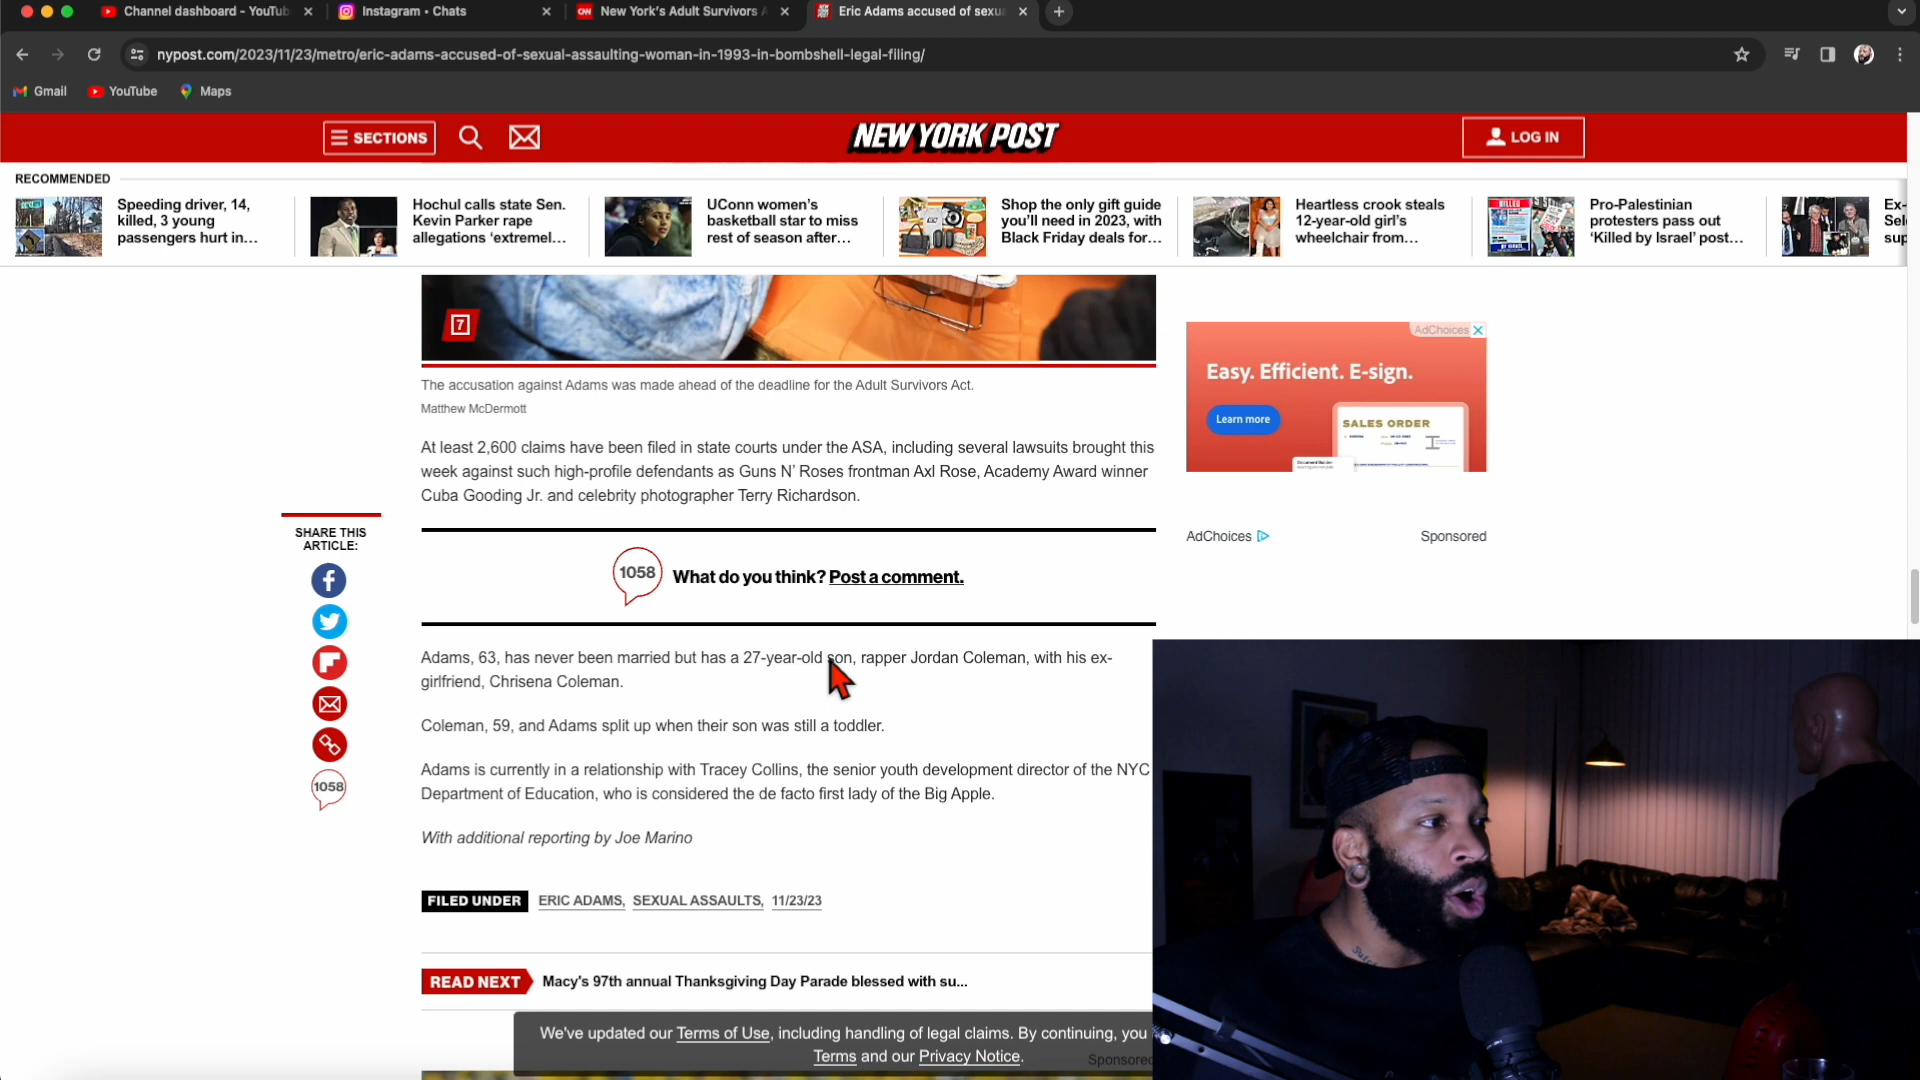 Channel dashboard - YouTub
Instagram • Chats
New York's Adult Survivors A
Eric Adams accused of sexua
nypost.com/2023/11/23/metro/eric-adams-accused-of-sexual-assaulting-woman-in-1993-in-bombshell-legal-filing/
Gmail
YouTube
Maps
SECTIONS
NEW YORK POST
LOG IN
RECOMMENDED
Speeding driver, 14,
killed, 3 young
passengers hurt in...
Hochul calls state Sen.
Kevin Parker rape
allegations ‘extremel...
UConn women’s
basketball star to miss
rest of season after...
Shop the only gift guide
you’ll need in 2023, with
Black Friday deals for...
Heartless crook steals
12-year-old girl’s
wheelchair from...
Pro-Palestinian
protesters pass out
‘Killed by Israel’ post...
Ex-
Sel
sup
7
The accusation against Adams was made ahead of the deadline for the Adult Survivors Act.
Matthew McDermott
At least 2,600 claims have been filed in state courts under the ASA, including several lawsuits brought this
week against such high-profile defendants as Guns N’ Roses frontman Axl Rose, Academy Award winner
Cuba Gooding Jr. and celebrity photographer Terry Richardson.
AdChoices
Easy. Efficient. E-sign.
Learn more
SALES ORDER
AdChoices
Sponsored
SHARE THIS
ARTICLE:
1058
1058
What do you think? Post a comment.
Adams, 63, has never been married but has a 27-year-old son, rapper Jordan Coleman, with his ex-
girlfriend, Chrisena Coleman.
Coleman, 59, and Adams split up when their son was still a toddler.
Adams is currently in a relationship with Tracey Collins, the senior youth development director of the NYC
Department of Education, who is considered the de facto first lady of the Big Apple.
With additional reporting by Joe Marino
FILED UNDER ERIC ADAMS, SEXUAL ASSAULTS, 11/23/23
READ NEXT Macy's 97th annual Thanksgiving Day Parade blessed with su...
We've updated our Terms of Use, including handling of legal claims. By continuing, you
Terms and our Privacy Notice.
Sponsored